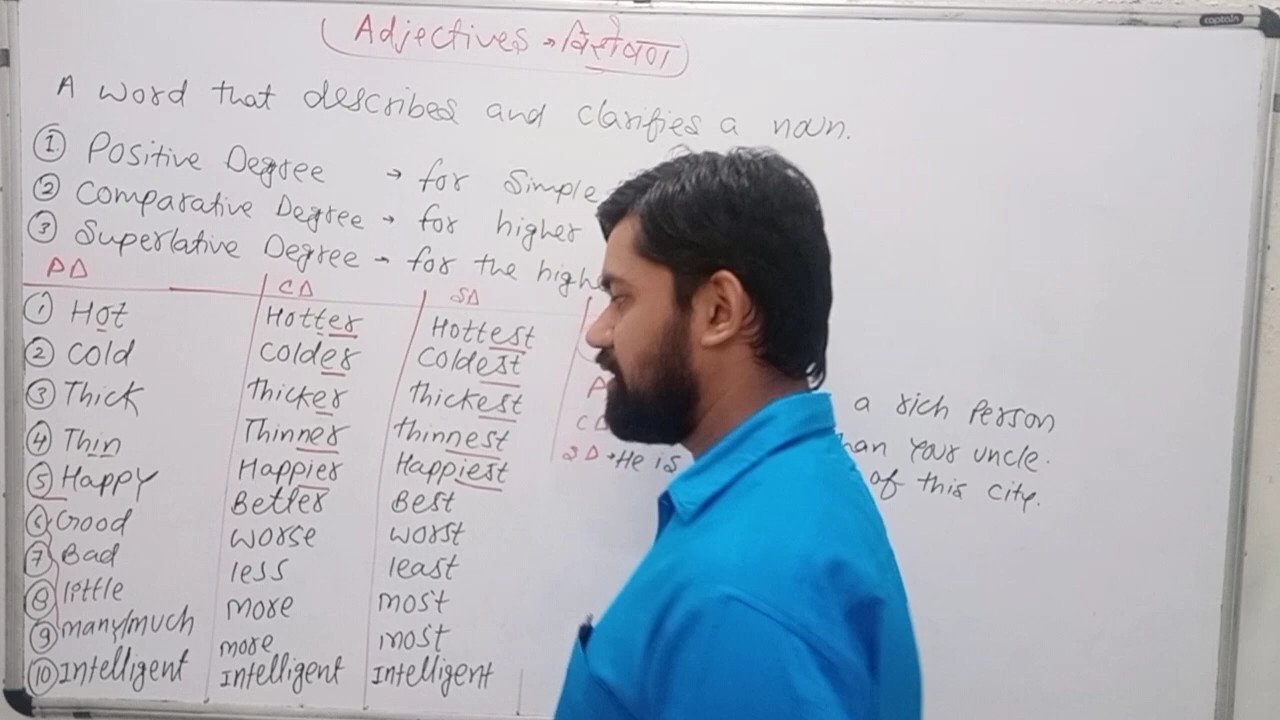 captain
Adjectives → विशेषण
A word that describes and clarifies a noun.
① Positive Degree → for Simple
② Comparative Degree → for higher
③ Superlative Degree → for the highe
PD CD SD
① Hot Hotter Hottest
② Cold Colder Coldest
③ Thick Thicker Thickest
④ Thin Thinner Thinnest
⑤ Happy Happier Happiest
⑥ Good Better Best
⑦ Bad worse worst
⑧ little less least
⑨ many/much more most
⑩ Intelligent more Intelligent most Intelligent
a rich Person
CD han your uncle.
SD → He is of this city.